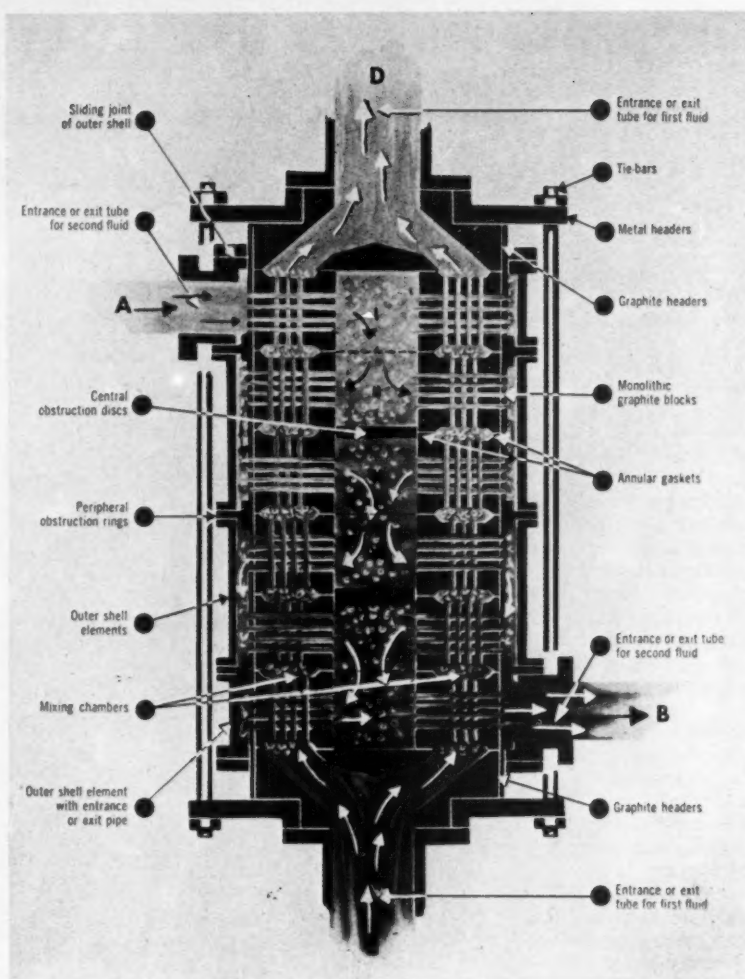 D
Sliding joint
of outer shell
Entrance or exit
tube for first fluid
Tie-bars
Entrance or exit tube
for second fluid
Metal headers
A
Graphite headers
Central
obstruction discs
Monolithic
graphite blocks
Annular gaskets
Peripheral
obstruction rings
Outer shell
elements
Entrance or exit tube
for second fluid
Mixing chambers
B
Outer shell element
with entrance
or exit pipe
Graphite headers
Entrance or exit
tube for first fluid